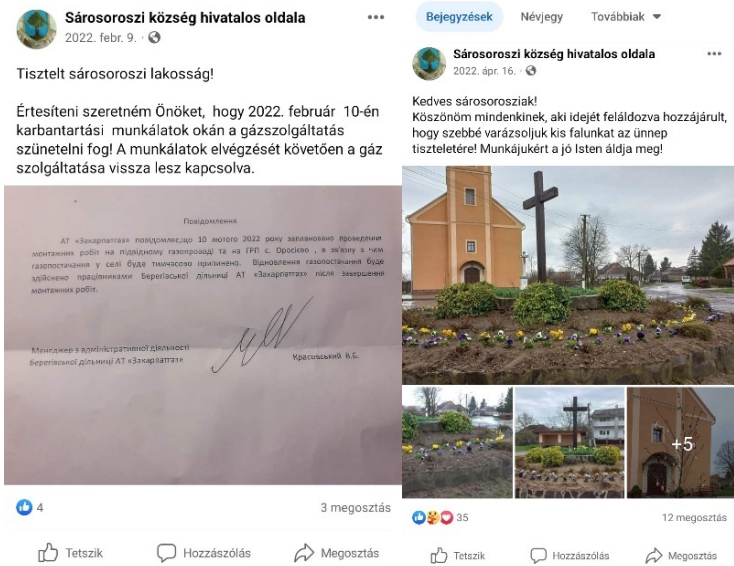 Sárosoroszi község hivatalos oldala
2022. febr. 9.
Tisztelt sárosoroszi lakosság!
Értesíteni szeretném Önöket, hogy 2022. február 10-én
karbantartási munkálatok okán a gázszolgáltatás
szünetelni fog! A munkálatok elvégzését követően a gáz
szolgáltatása vissza lesz kapcsolva.
Повідомлення
АТ «Закарпатгаз» повідомляє,що 10 лютого 2022 року заплановано проведення
монтажних робіт на підвідному газопроводі та на ГРП с. Оросієво , в зв'язку з чим
газопостачання у селі буде тимчасово припинено. Відновлення газопостачання буде
здійснено працівниками Берегівської дільниці АТ «Закарпатгаз» після завершення
монтажних робіт.
Менеджер з адміністративної діяльності
Берегівської дільниці АТ «Закарпатгаз»
Красовський В.Б.
4
3 megosztás
Tetszik
Hozzászólás
Megosztás
Bejegyzések
Névjegy
Továbbiak
Sárosoroszi község hivatalos oldala
2022. ápr. 16.
Kedves sárosorosziak!
Köszönöm mindenkinek, aki idejét feláldozva hozzájárult,
hogy szebbé varázsoljuk kis falunkat az ünnep
tiszteletére! Munkájukért a jó Isten áldja meg!
+5
35
12 megosztás
Tetszik
Hozzászólás
Megosztás